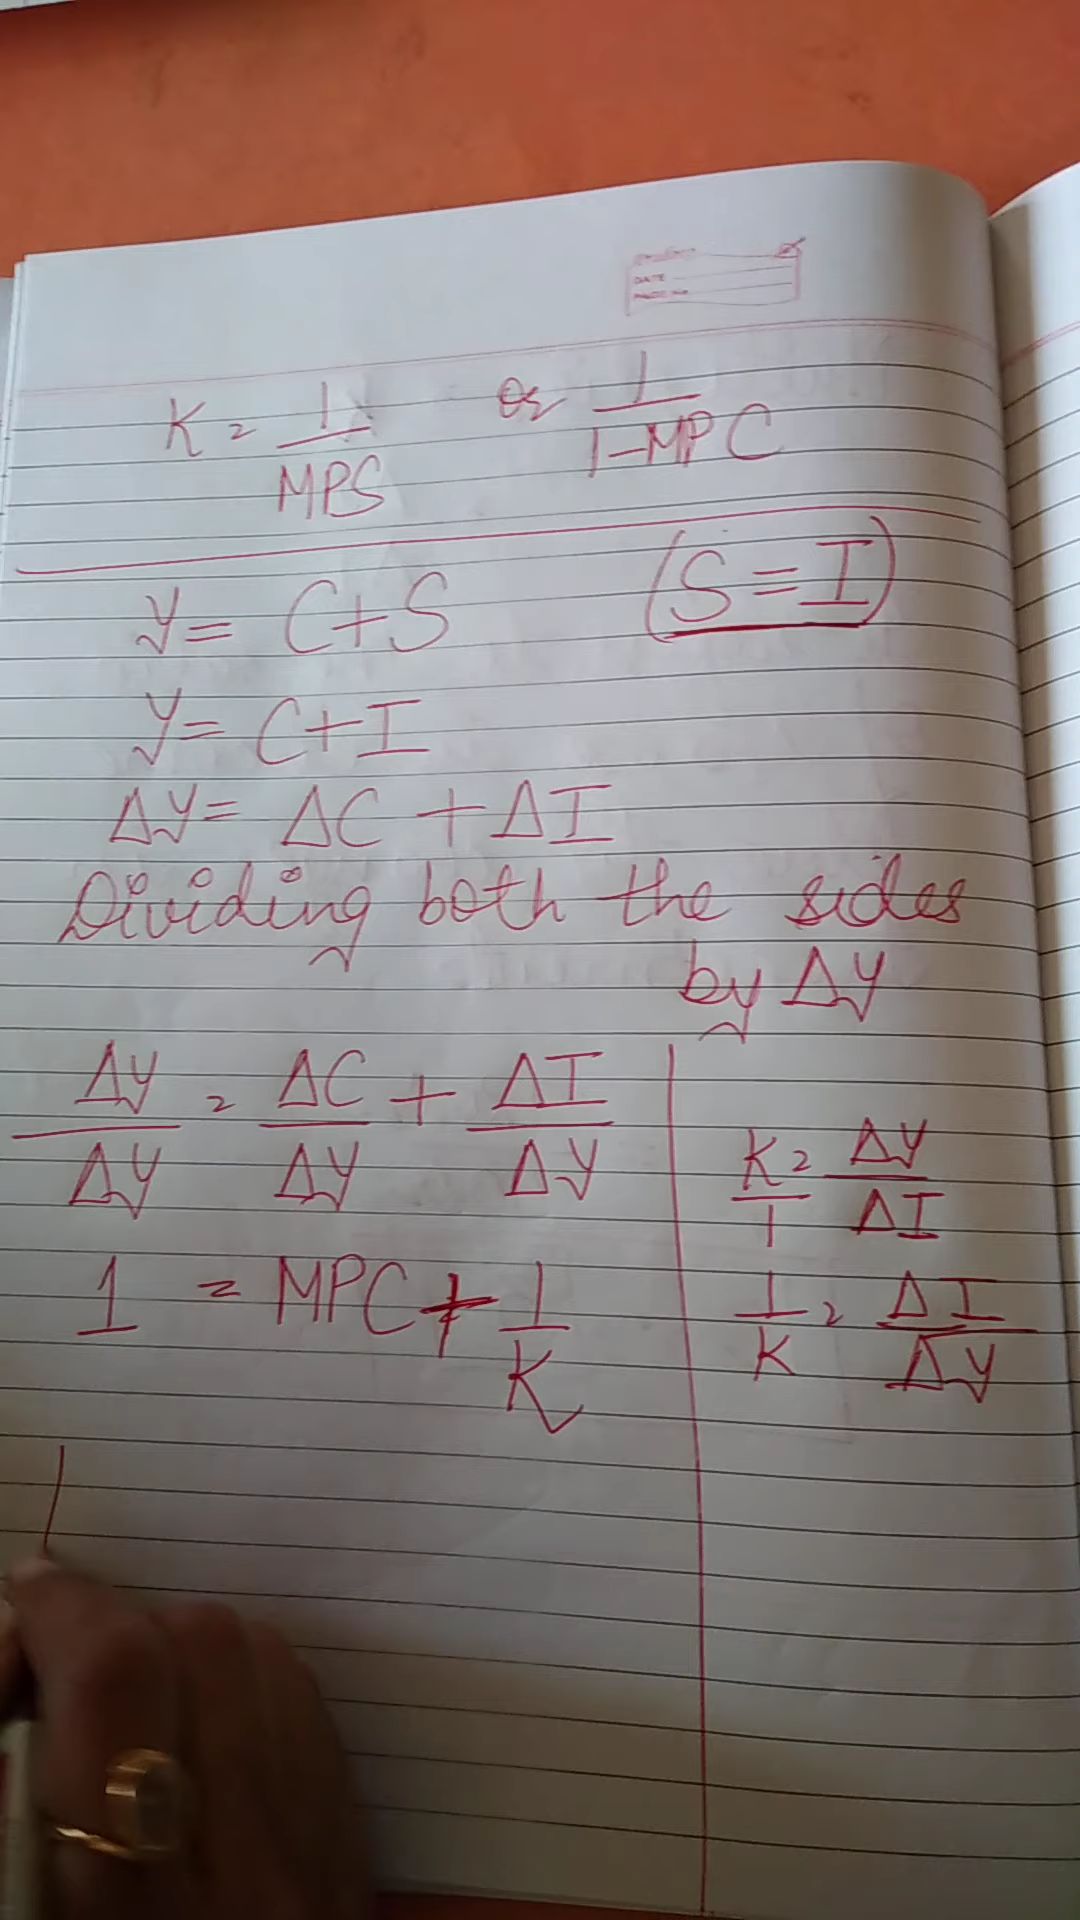 DATE
K = 1/MPS or 1/1-MPC
Y = C+S (S = I)
Y = C+I
ΔY = ΔC + ΔI
Dividing both the sides
by ΔY
ΔY/ΔY = ΔC/ΔY + ΔI/ΔY
K/1 = ΔY/ΔI
1 = MPC + 1/K
1/K = ΔI/ΔY